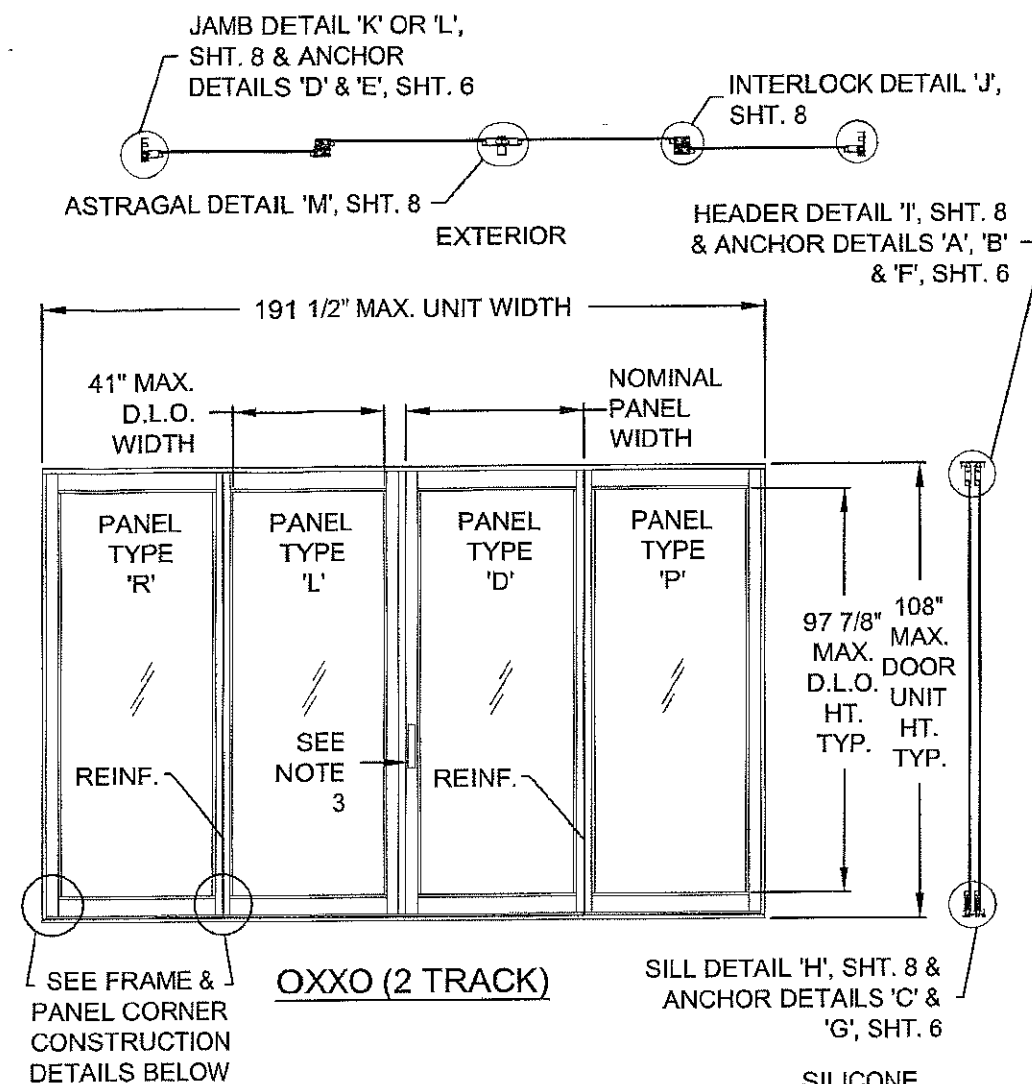 JAMB DETAIL 'K' OR 'L',
SHT. 8 & ANCHOR
DETAILS 'D' & 'E', SHT. 6
INTERLOCK DETAIL 'J',
SHT. 8
ASTRAGAL DETAIL 'M', SHT. 8
EXTERIOR
HEADER DETAIL 'I', SHT. 8
& ANCHOR DETAILS 'A', 'B'
& 'F', SHT. 6
191 1/2" MAX. UNIT WIDTH
41" MAX.
D.L.O.
WIDTH
NOMINAL
PANEL
WIDTH
PANEL
TYPE
'R'
PANEL
TYPE
'L'
PANEL
TYPE
'D'
PANEL
TYPE
'P'
97 7/8"
MAX.
D.L.O.
HT.
TYP.
108"
MAX.
DOOR
UNIT
HT.
TYP.
REINF.
SEE
NOTE
3
REINF.
SEE FRAME &
PANEL CORNER
CONSTRUCTION
DETAILS BELOW
OXXO (2 TRACK)
SILL DETAIL 'H', SHT. 8 &
ANCHOR DETAILS 'C' &
'G', SHT. 6
SILICONE